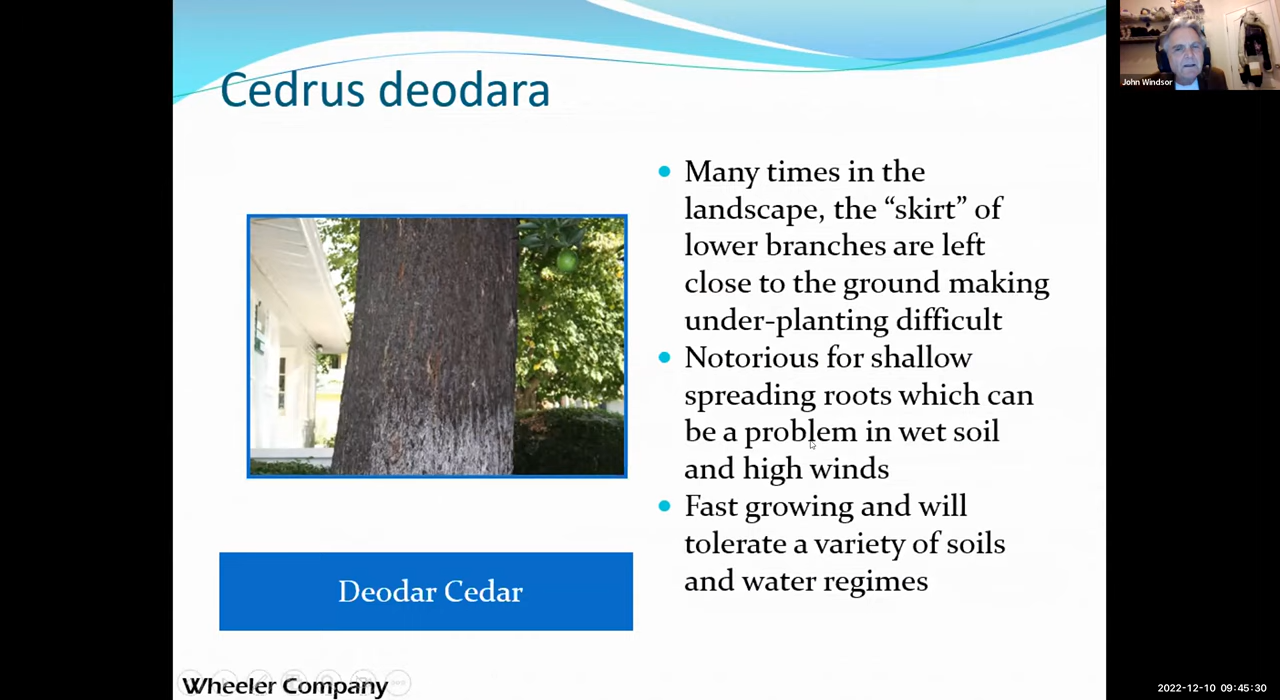 Cedrus deodara
John Windsor
Many times in the
landscape, the “skirt” of
lower branches are left
close to the ground making
under-planting difficult
Notorious for shallow
spreading roots which can
be a problem in wet soil
and high winds
Fast growing and will
tolerate a variety of soils
and water regimes
Deodar Cedar
Wheeler Company
2022-12-10 09:45:30